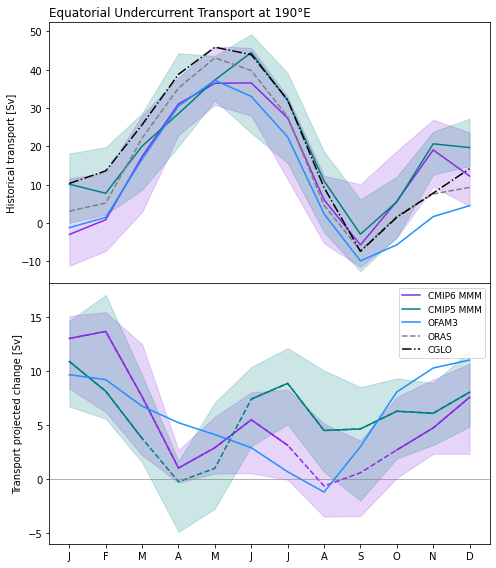 Equatorial Undercurrent Transport at 190°E
Historical transport [Sv]
50
40
30
20
10
0
−10
Transport projected change [Sv]
15
10
5
0
−5
CMIP6 MMM
CMIP5 MMM
OFAM3
ORAS
CGLO
J F M A M J J A S O N D